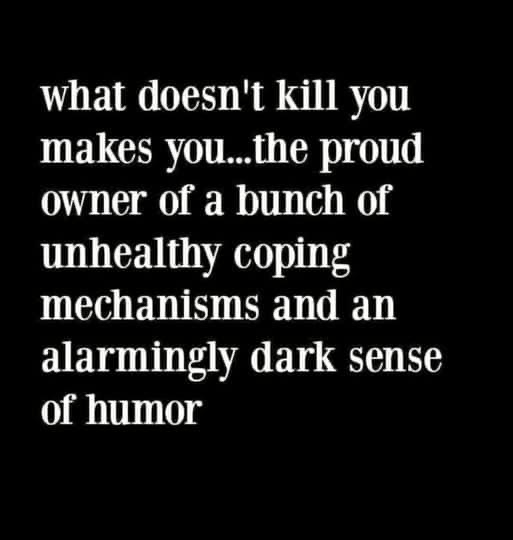 what doesn't kill you
makes you...the proud
owner of a bunch of
unhealthy coping
mechanisms and an
alarmingly dark sense
of humor